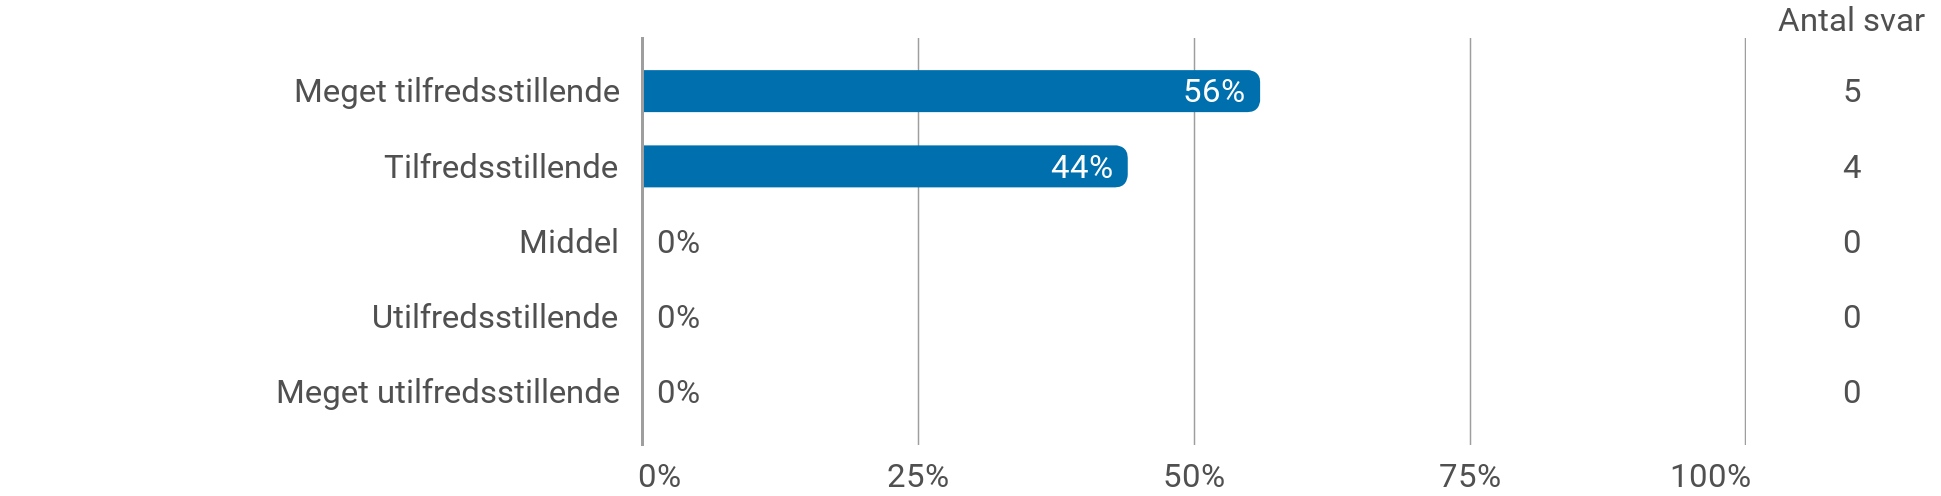 Antal svar
Meget tilfredsstillende 56% 5
Tilfredsstillende 44% 4
Middel 0% 0
Utilfredsstillende 0% 0
Meget utilfredsstillende 0% 0
0% 25% 50% 75% 100%